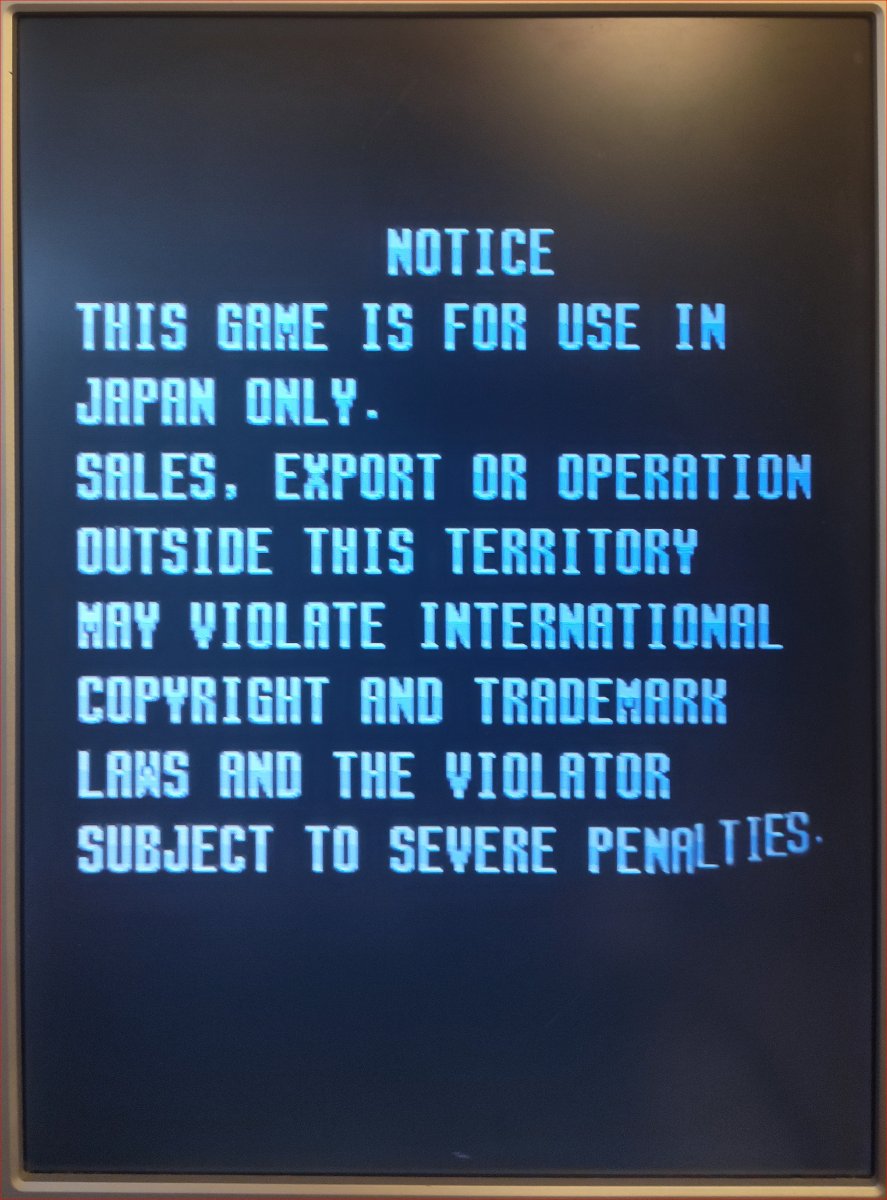 NOTICE
THIS GAME IS FOR USE IN
JAPAN ONLY.
SALES, EXPORT OR OPERATION
OUTSIDE THIS TERRITORY
MAY VIOLATE INTERNATIONAL
COPYRIGHT AND TRADEMARK
LAWS AND THE VIOLATOR
SUBJECT TO SEVERE PENALTIES.